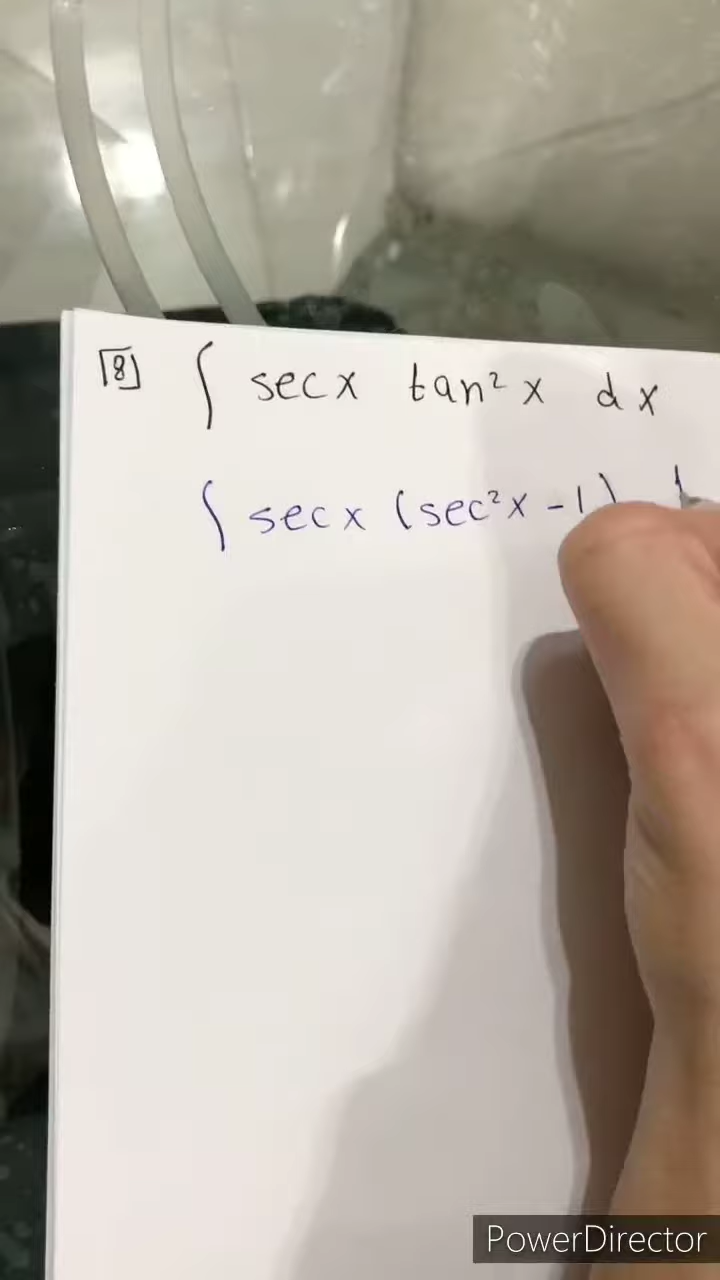 [8] ∫ sec x tan² x dx
∫ sec x (sec² x - 1)
PowerDirector